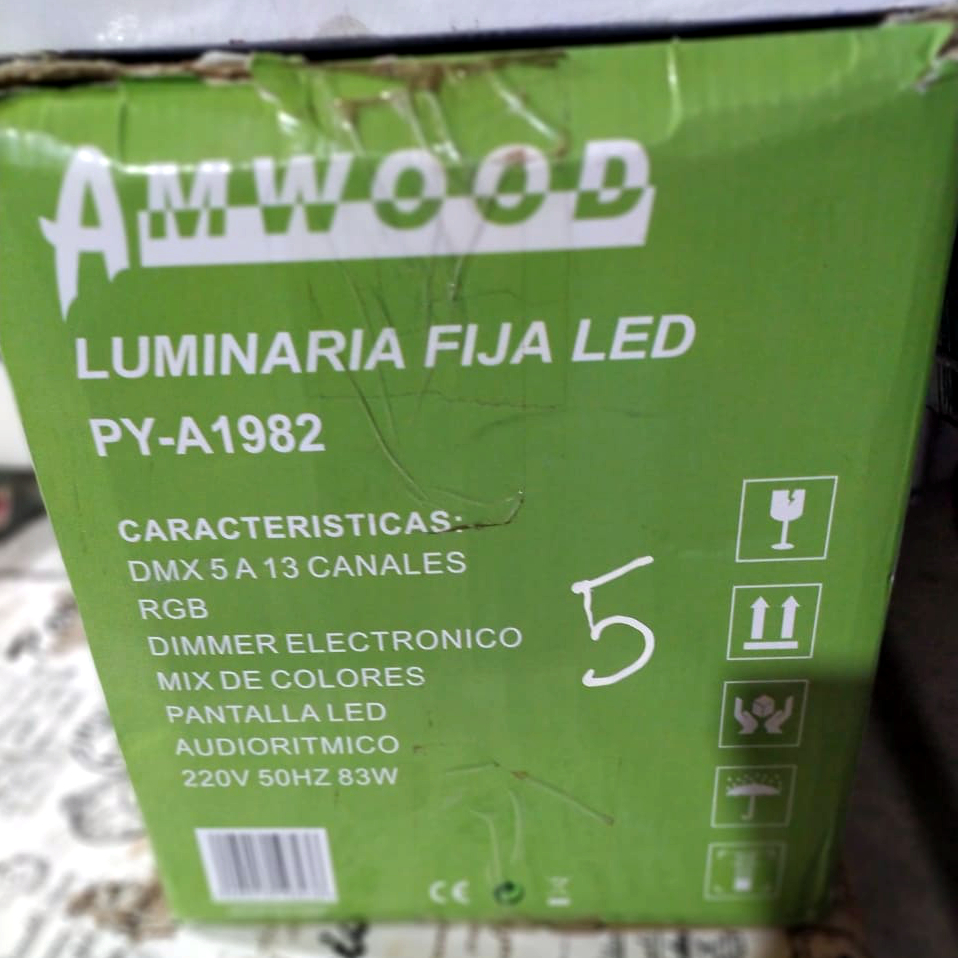 AMWOOD
LUMINARIA FIJA LED
PY-A1982
CARACTERISTICAS:
DMX 5 A 13 CANALES
RGB
DIMMER ELECTRONICO
MIX DE COLORES
PANTALLA LED
AUDIORITMICO
220V 50HZ 83W
5
CE